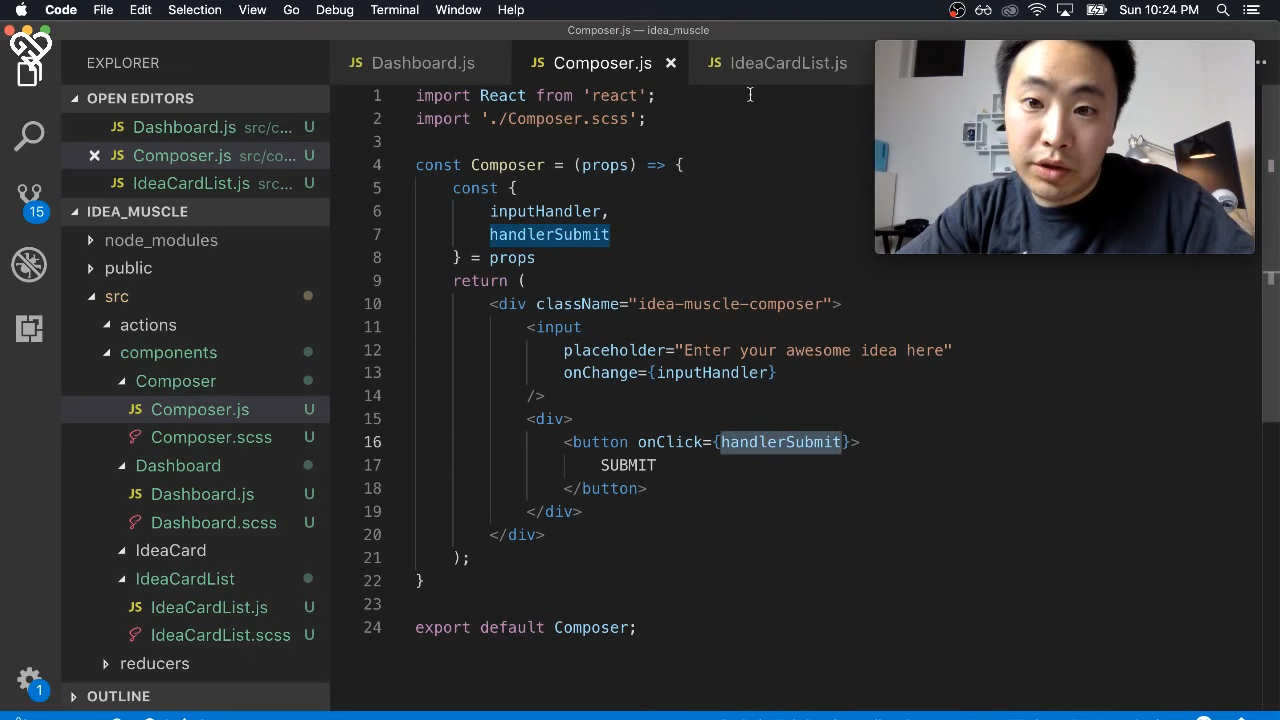 Code File Edit Selection View Go Debug Terminal Window Help Sun 10:24 PM
Composer.js — idea_muscle
EXPLORER
Dashboard.js Composer.js IdeaCardList.js
OPEN EDITORS
Dashboard.js src/c... U
Composer.js src/co... U
IdeaCardList.js src... U
15
IDEA_MUSCLE
node_modules
public
src
actions
components
Composer
Composer.js U
Composer.scss U
Dashboard
Dashboard.js U
Dashboard.scss U
IdeaCard
IdeaCardList
IdeaCardList.js U
IdeaCardList.scss U
reducers
1
OUTLINE
1 import React from 'react';
2 import './Composer.scss';
3
4 const Composer = (props) => {
5 const {
6 inputHandler,
7 handlerSubmit
8 } = props
9 return (
10 <div className="idea-muscle-composer">
11 <input
12 placeholder="Enter your awesome idea here"
13 onChange={inputHandler}
14 />
15 <div>
16 <button onClick={handlerSubmit}>
17 SUBMIT
18 </button>
19 </div>
20 </div>
21 );
22 }
23
24 export default Composer;